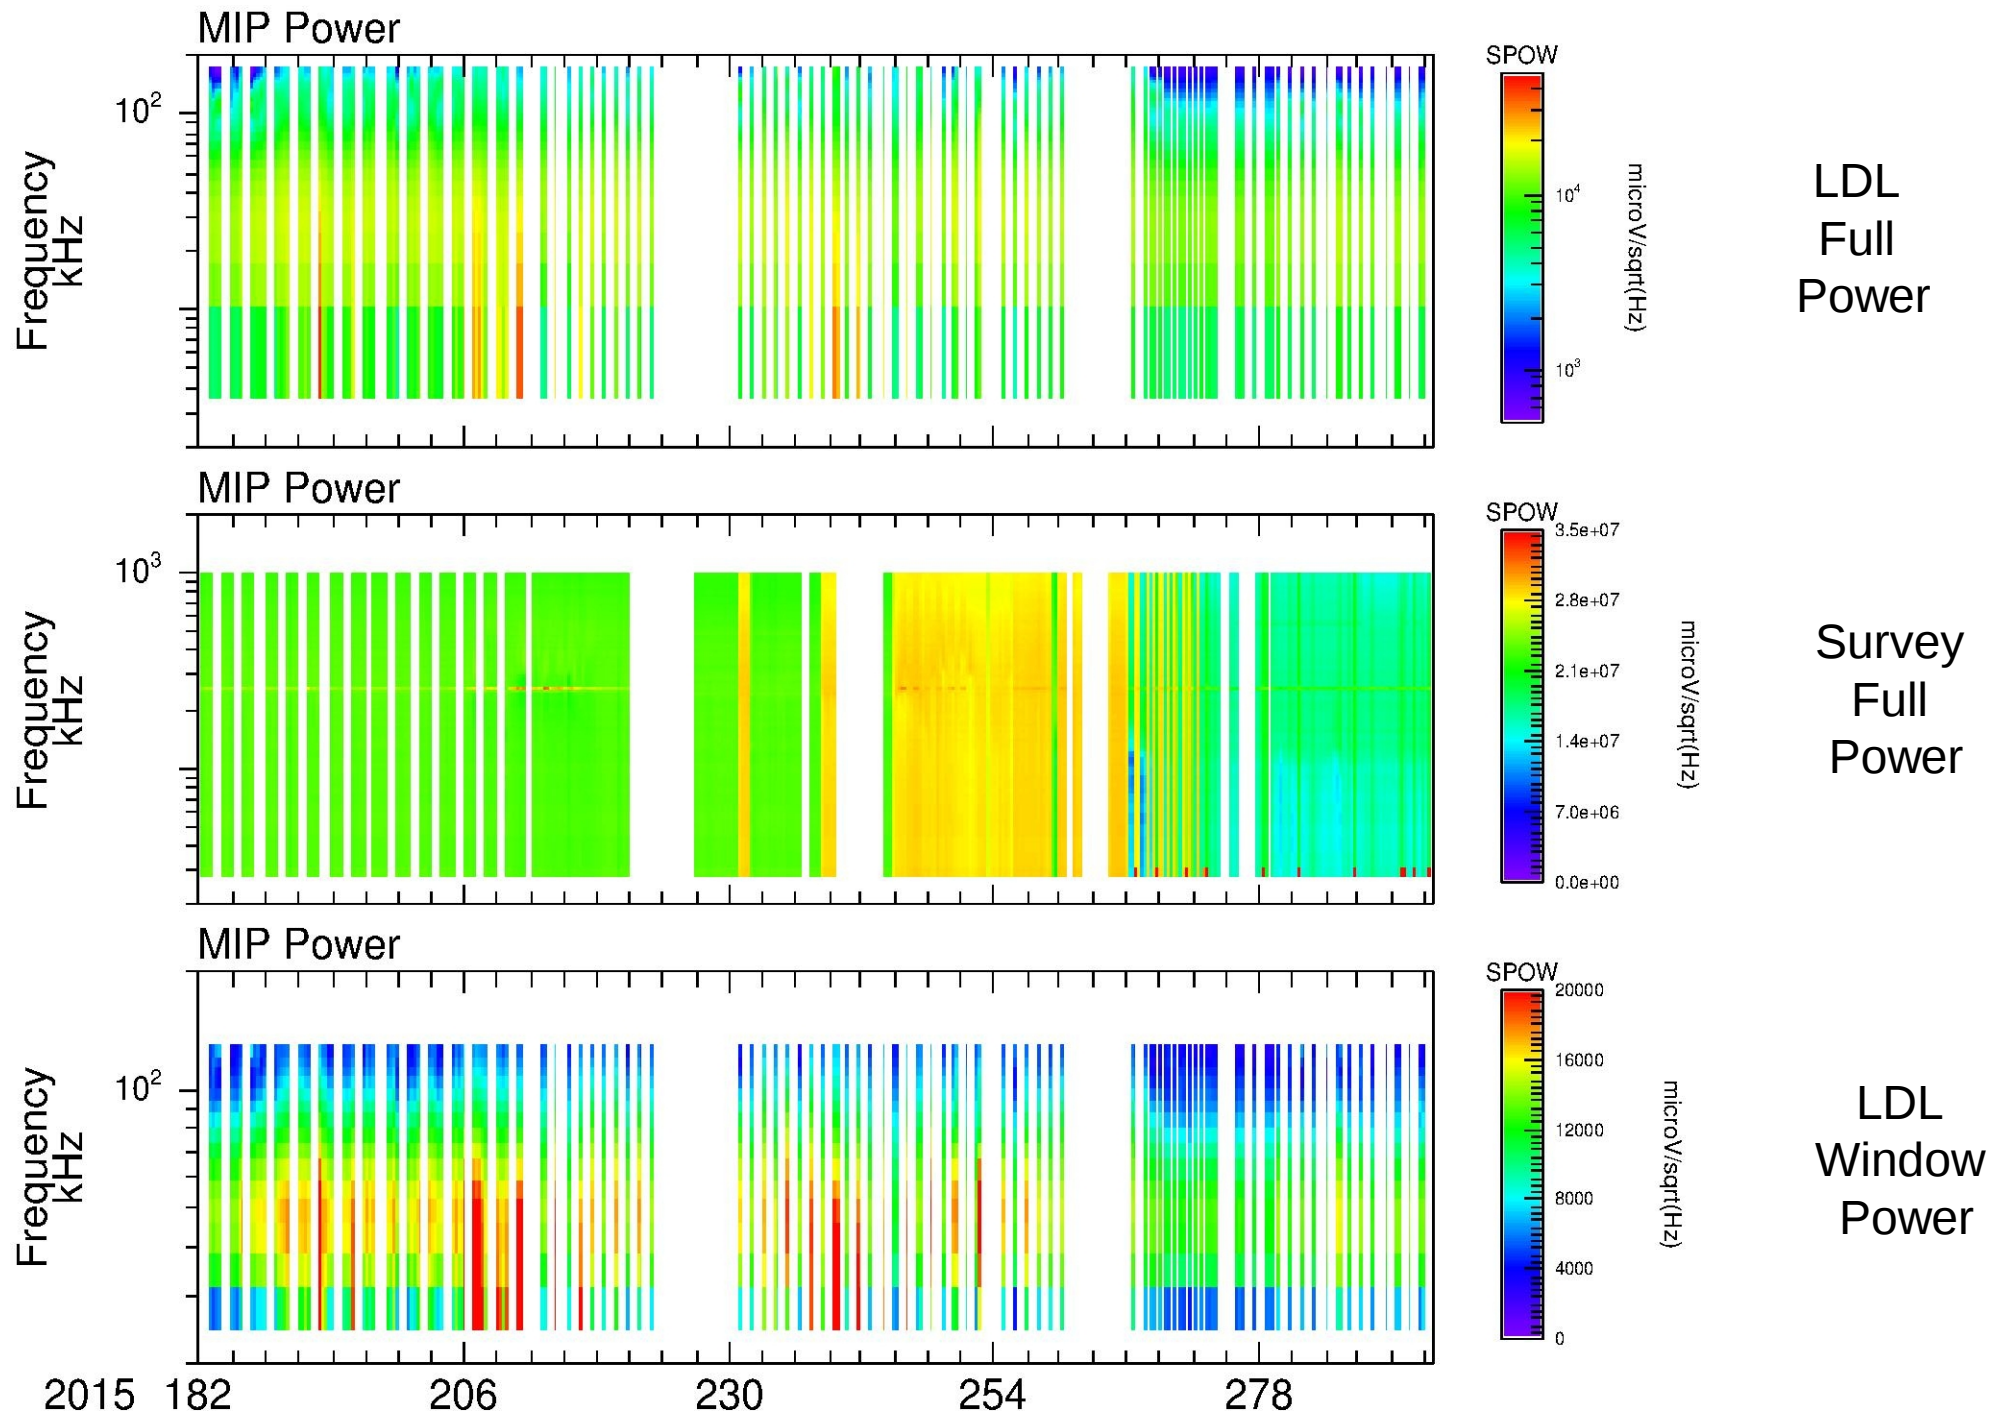 MIP Power
SPOW
10²
10⁴
10³
Frequency
kHz
microV/sqrt(Hz)
LDL
Full
Power
MIP Power
SPOW
3.5e+07
2.8e+07
2.1e+07
1.4e+07
7.0e+06
0.0e+00
10³
Frequency
kHz
microV/sqrt(Hz)
Survey
Full
Power
MIP Power
SPOW
20000
16000
12000
8000
4000
0
10²
Frequency
kHz
microV/sqrt(Hz)
LDL
Window
Power
2015 182 206 230 254 278